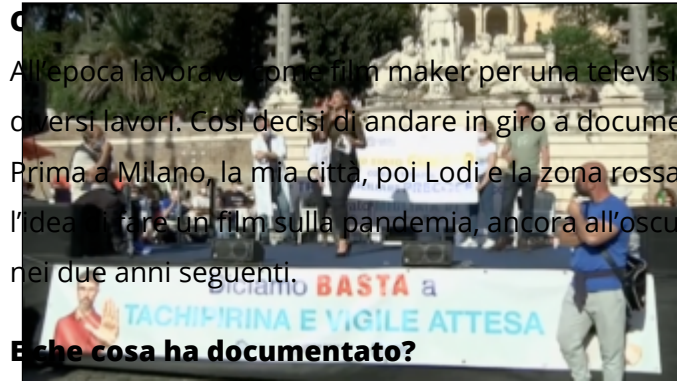 All'epoca lavoravo come film maker per una televisi
diversi lavori. Così decisi di andare in giro a docume
Prima a Milano, la mia città, poi Lodi e la zona rossa
l'idea di fare un film sulla pandemia, ancora all'oscu
nei due anni seguenti.
Diciamo BASTA a
TACHIPIRINA E VIGILE ATTESA
E che cosa ha documentato?